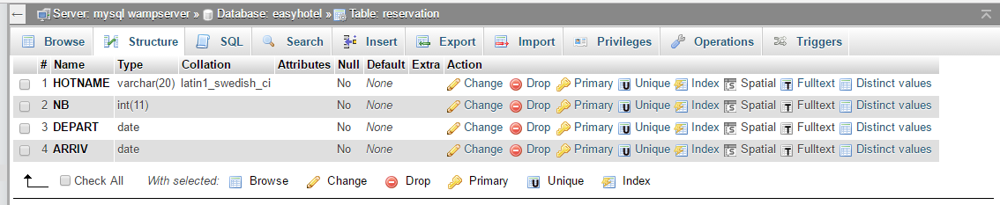 Server: mysql wampserver » Database: easyhotel » Table: reservation
Browse Structure SQL Search Insert Export Import Privileges Operations Triggers
# Name Type Collation Attributes Null Default Extra Action
1 HOTNAME varchar(20) latin1_swedish_ci No None Change Drop Primary Unique Index Spatial Fulltext Distinct values
2 NB int(11) No None Change Drop Primary Unique Index Spatial Fulltext Distinct values
3 DEPART date No None Change Drop Primary Unique Index Spatial Fulltext Distinct values
4 ARRIV date No None Change Drop Primary Unique Index Spatial Fulltext Distinct values
Check All With selected: Browse Change Drop Primary Unique Index